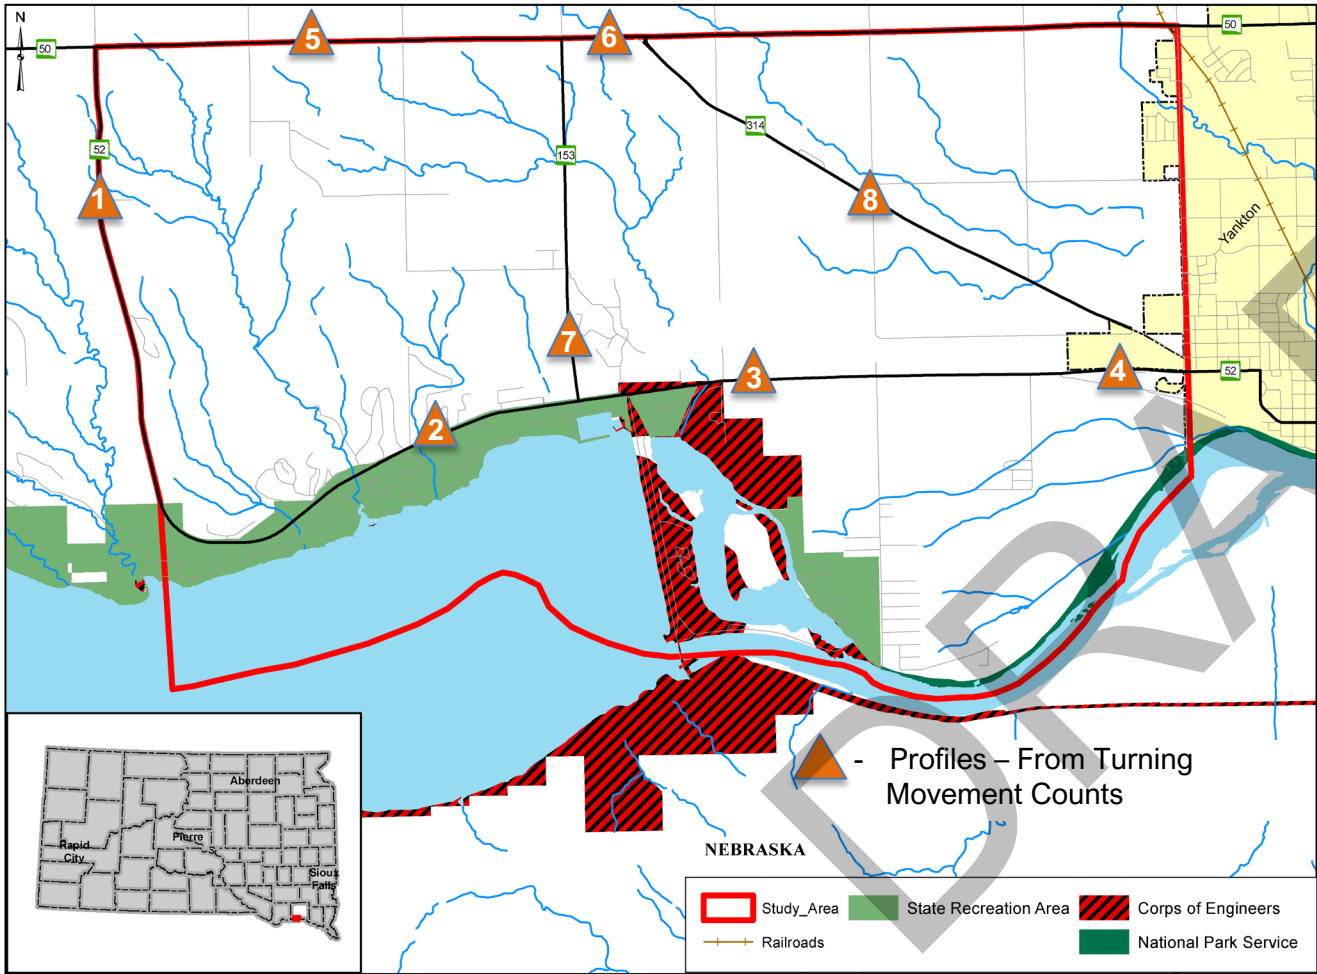 N
50
5
6
50
52
314
153
1
8
Yankton
7
3
4
52
2
- Profiles – From Turning
Movement Counts
Aberdeen
Pierre
Rapid
City
Sioux
Falls
NEBRASKA
Study_Area
State Recreation Area
Corps of Engineers
Railroads
National Park Service